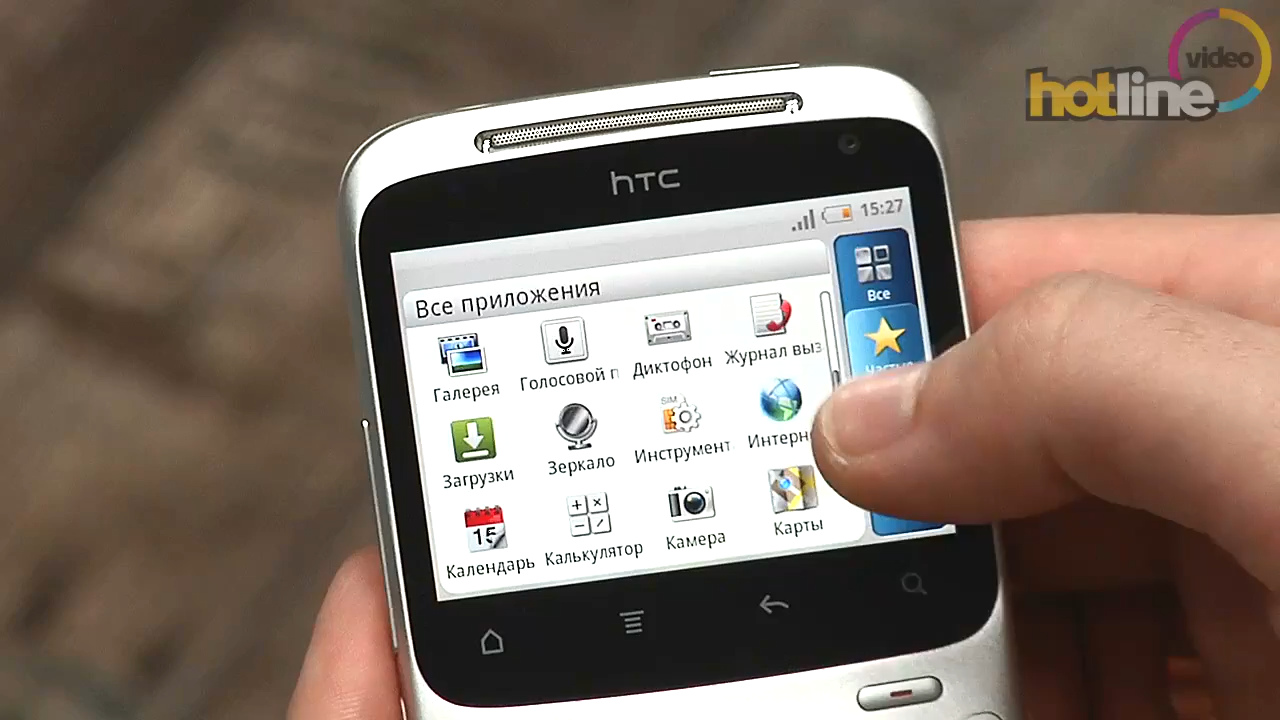 video
hotline
hTC
15:27
Все приложения
Все
Частые
Галерея
Голосовой п
Диктофон
Журнал выз
Загрузки
Зеркало
SIM
Инструмент
Интерн
15
Календарь
Калькулятор
Камера
Карты